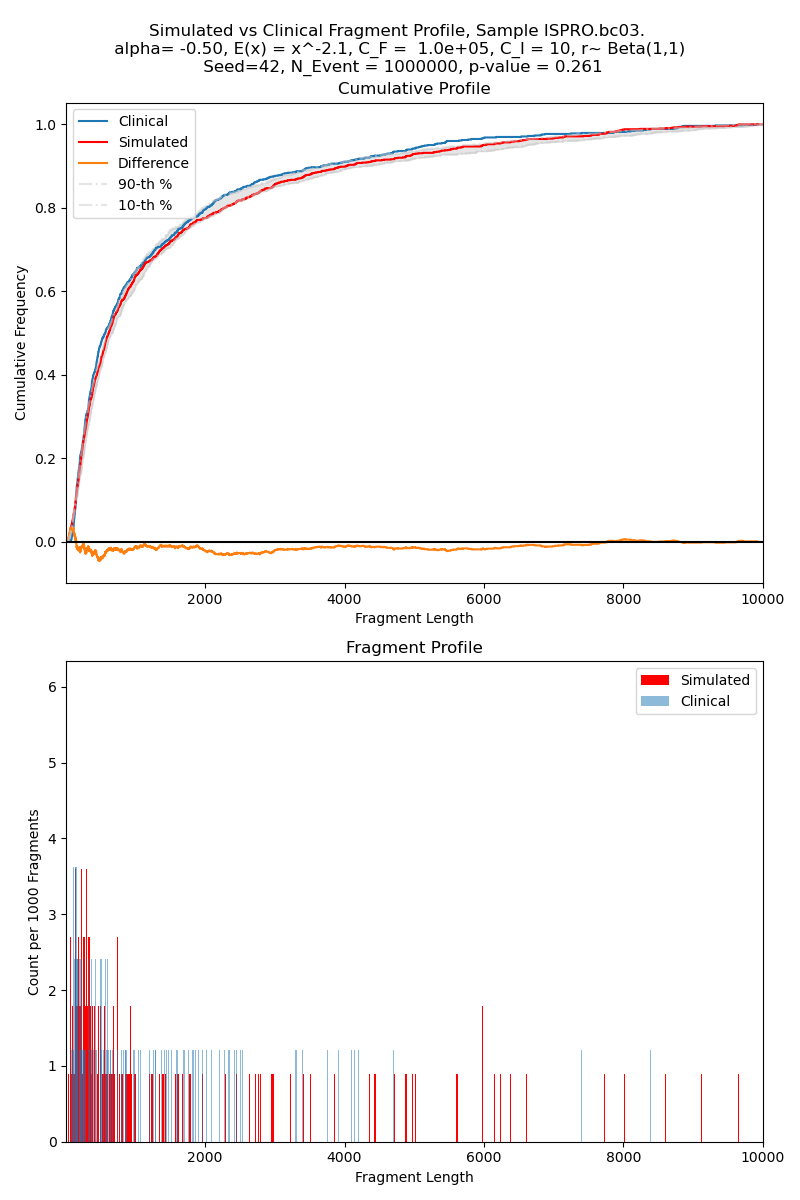 Simulated vs Clinical Fragment Profile, Sample ISPRO.bc03.
alpha= -0.50, E(x) = x^-2.1, C_F =  1.0e+05, C_I = 10, r~ Beta(1,1)
Seed=42, N_Event = 1000000, p-value = 0.261
Cumulative Profile
Clinical
Simulated
Difference
90-th %
10-th %
1.0
0.8
0.6
0.4
0.2
0.0
Cumulative Frequency
2000 4000 6000 8000 10000
Fragment Length
Fragment Profile
Simulated
Clinical
6
5
4
3
2
1
0
Count per 1000 Fragments
2000 4000 6000 8000 10000
Fragment Length